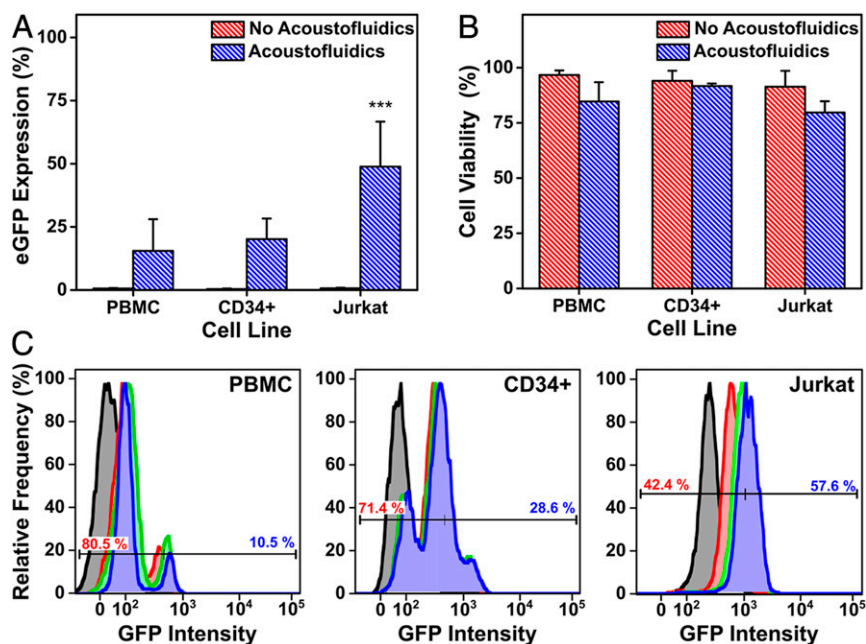 A
No Acoustofluidics
Acoustofluidics
***
eGFP Expression (%)
100
75
50
25
0
PBMC CD34+ Jurkat
Cell Line
B
No Acoustofluidics
Acoustofluidics
Cell Viability (%)
100
75
50
25
0
PBMC CD34+ Jurkat
Cell Line
C
Relative Frequency (%)
PBMC
100
80
60
40
20
0
80.5 %
10.5 %
0 10² 10³ 10⁴ 10⁵
GFP Intensity
CD34+
100
80
60
40
20
0
71.4 %
28.6 %
0 10² 10³ 10⁴ 10⁵
GFP Intensity
Jurkat
100
80
60
40
20
0
42.4 %
57.6 %
0 10² 10³ 10⁴ 10⁵
GFP Intensity